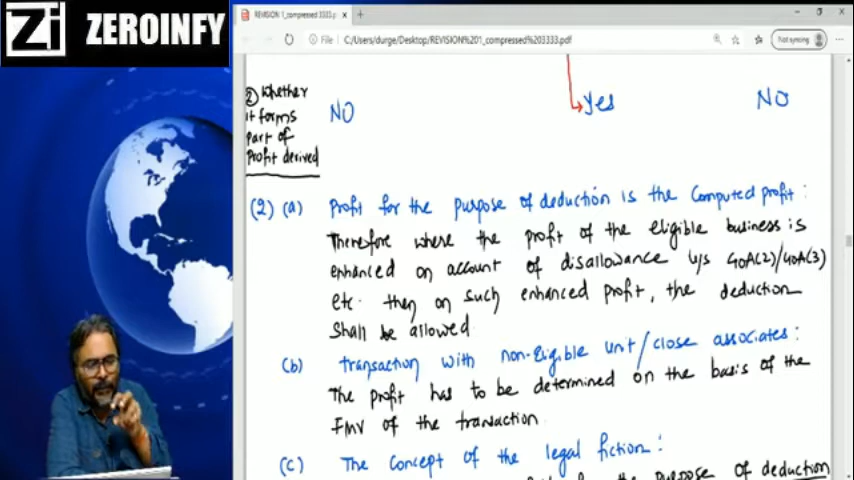 Zi ZEROINFY
REVISION 1_compressed 3333.p
File C:/Users/durge/Desktop/REVISION%201_compressed%203333.pdf
Not syncing
② Whether
it forms
part of
Profit derived
NO
Yes
NO
(2) (a) Profit for the purpose of deduction is the Computed profit :
Therefore where the profit of the eligible business is
enhanced on account of disallowance u/s 40A(2)/40A(3)
etc. then on such enhanced profit, the deduction
shall be allowed
(b) transaction with non-Eligible unit/close associates :
The profit has to be determined on the basis of the
FMV of the transaction.
(c) The Concept of the legal fiction :
for the purpose of deduction